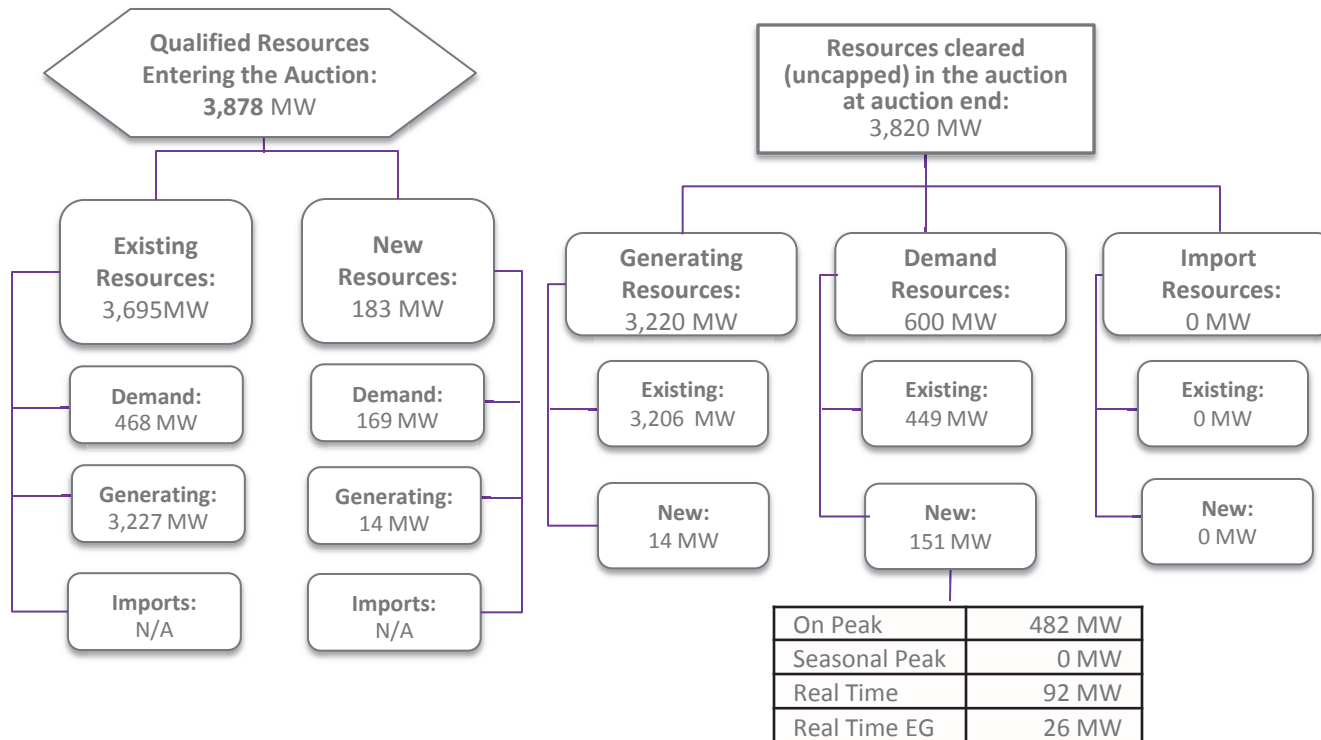 Qualified Resources
Entering the Auction:
3,878 MW
Existing
Resources:
3,695MW
New
Resources:
183 MW
Demand:
468 MW
Generating:
3,227 MW
Imports:
N/A
Demand:
169 MW
Generating:
14 MW
Imports:
N/A
Resources cleared
(uncapped) in the auction
at auction end:
3,820 MW
Generating
Resources:
3,220 MW
Existing:
3,206 MW
New:
14 MW
Demand
Resources:
600 MW
Existing:
449 MW
New:
151 MW
Import
Resources:
0 MW
Existing:
0 MW
New:
0 MW
On Peak 482 MW
Seasonal Peak 0 MW
Real Time 92 MW
Real Time EG 26 MW